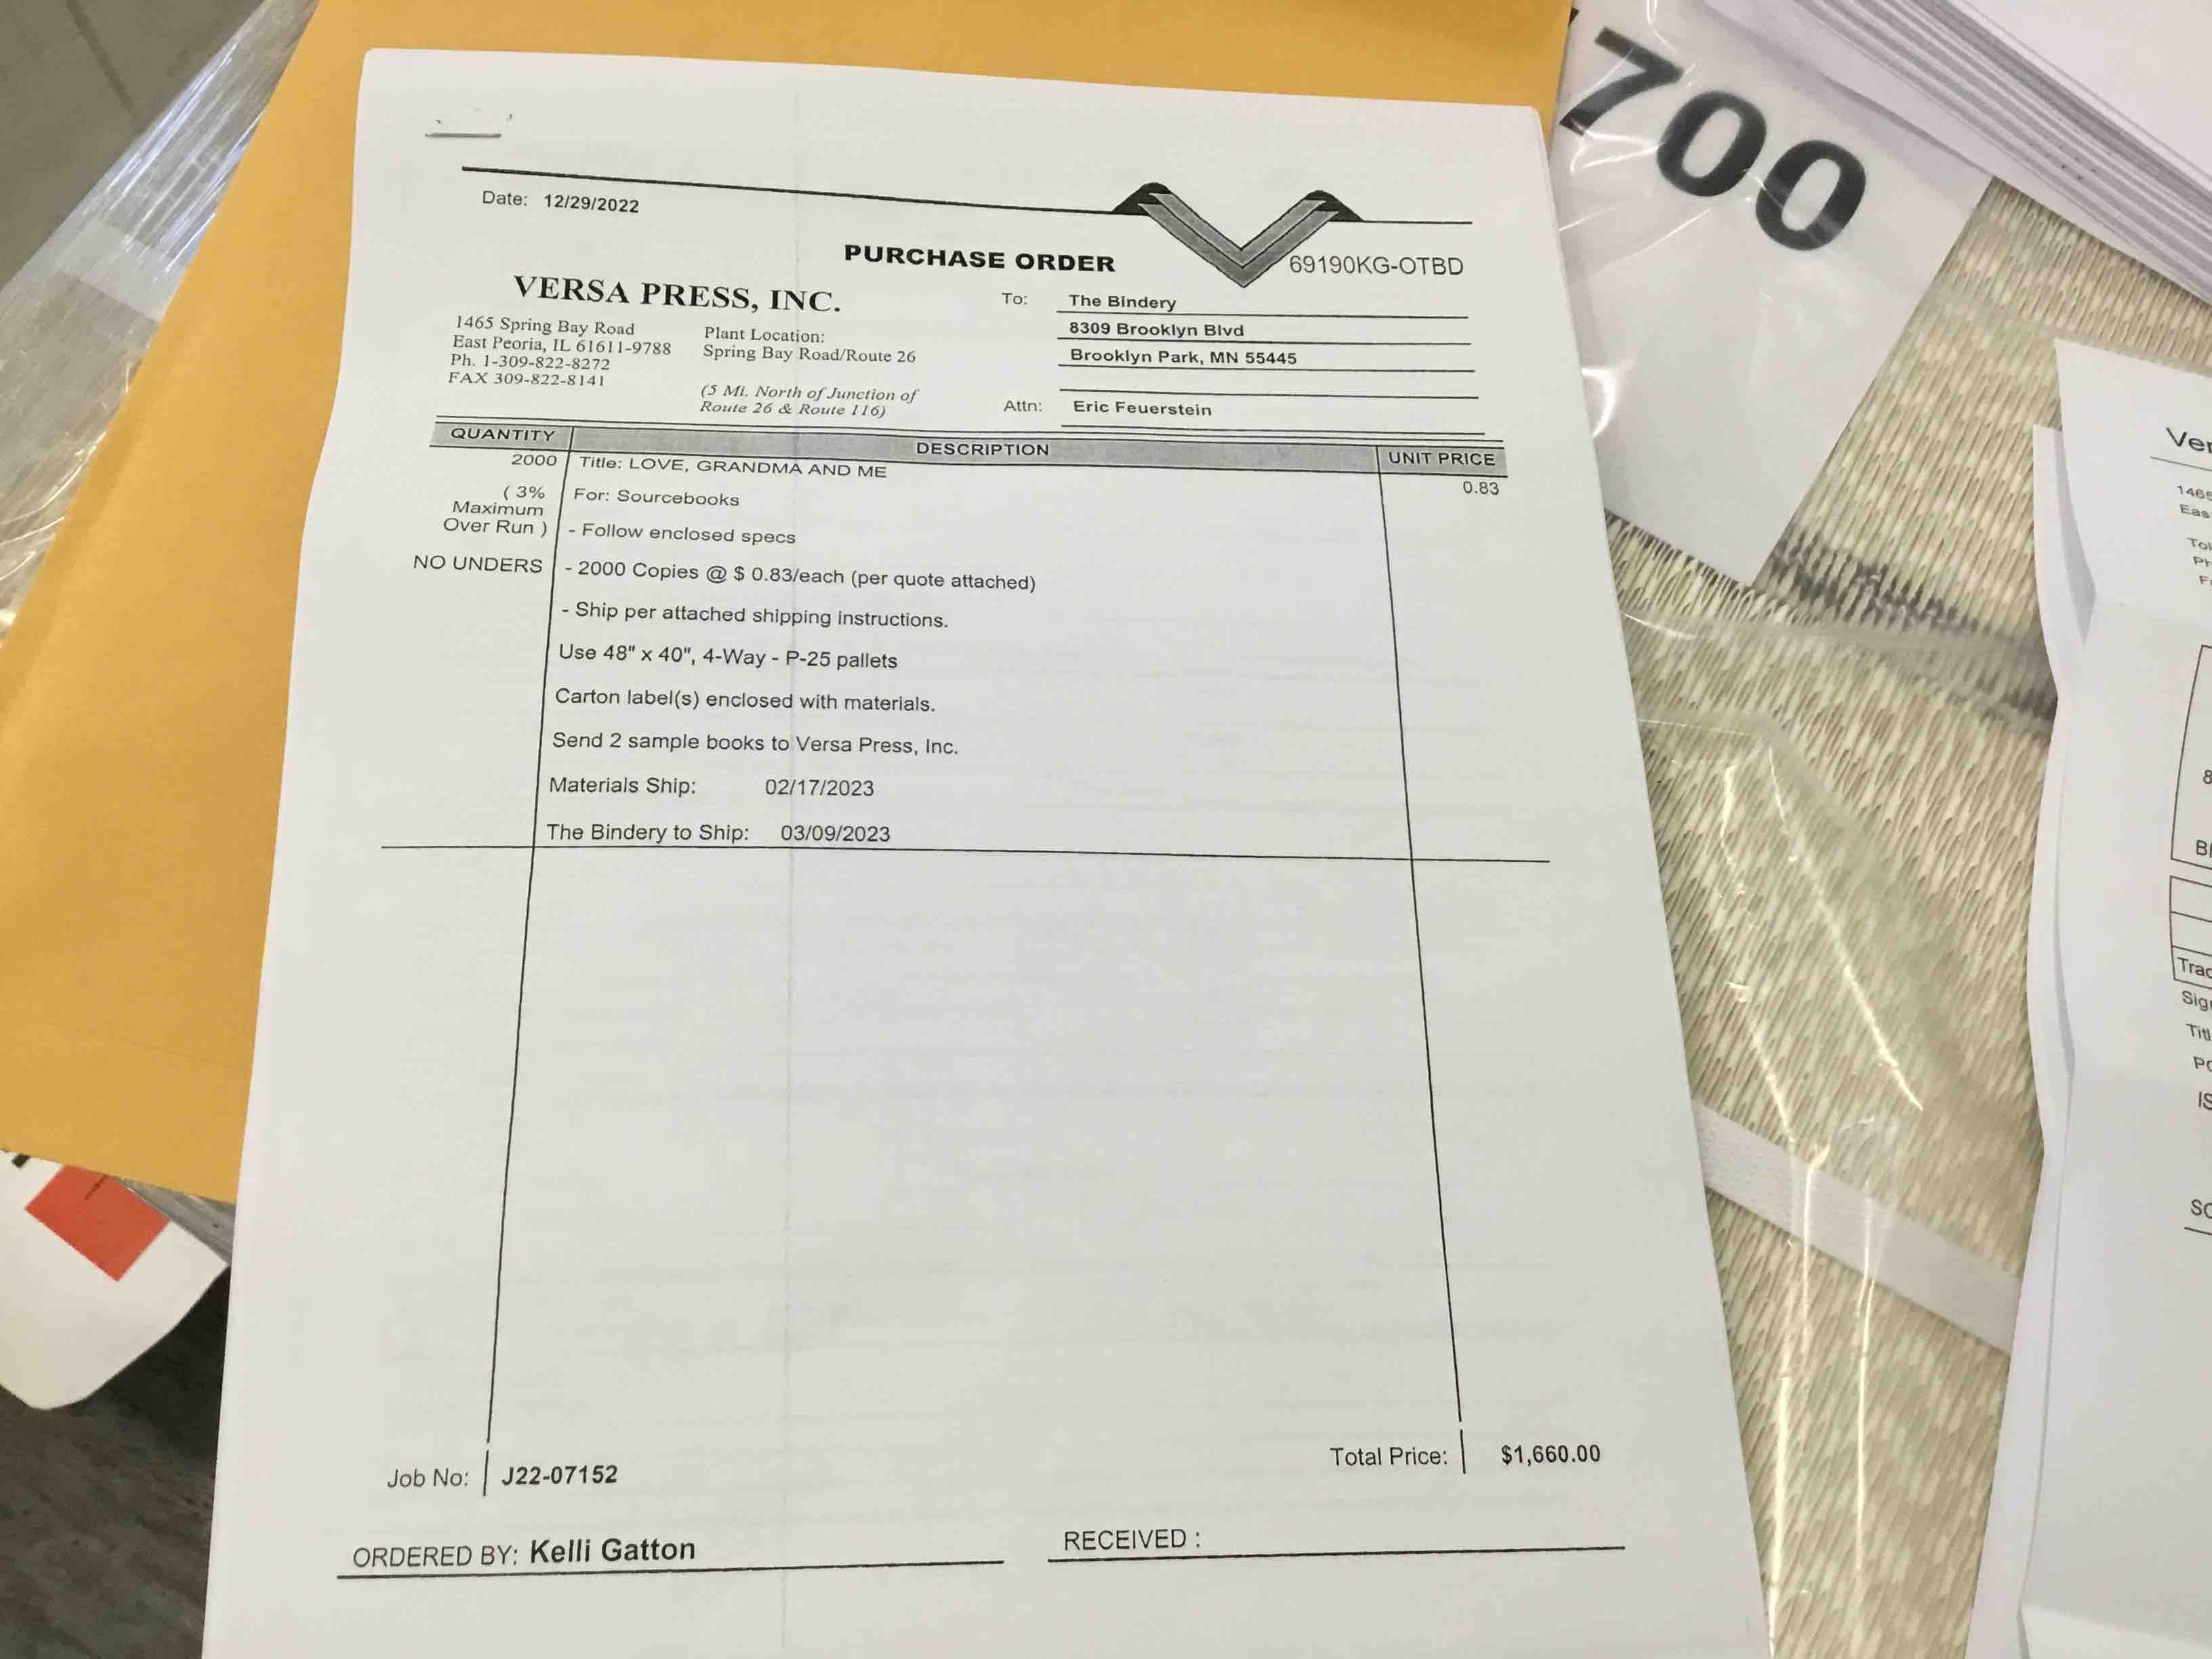 700
Date: 12/29/2022
PURCHASE ORDER
69190KG-OTBD
VERSA PRESS, INC.
1465 Spring Bay Road
East Peoria, IL 61611-9788
Ph. 1-309-822-8272
FAX 309-822-8141
Plant Location:
Spring Bay Road/Route 26
(5 Mi. North of Junction of
Route 26 & Route 116)
To: The Bindery
8309 Brooklyn Blvd
Brooklyn Park, MN 55445
Attn: Eric Feuerstein
QUANTITY DESCRIPTION UNIT PRICE
2000 Title: LOVE, GRANDMA AND ME 0.83
( 3%
Maximum
Over Run )
For: Sourcebooks
- Follow enclosed specs
NO UNDERS - 2000 Copies @ $ 0.83/each (per quote attached)
- Ship per attached shipping instructions.
Use 48" x 40", 4-Way - P-25 pallets
Carton label(s) enclosed with materials.
Send 2 sample books to Versa Press, Inc.
Materials Ship: 02/17/2023
The Bindery to Ship: 03/09/2023
Job No: J22-07152
Total Price: $1,660.00
ORDERED BY: Kelli Gatton
RECEIVED :